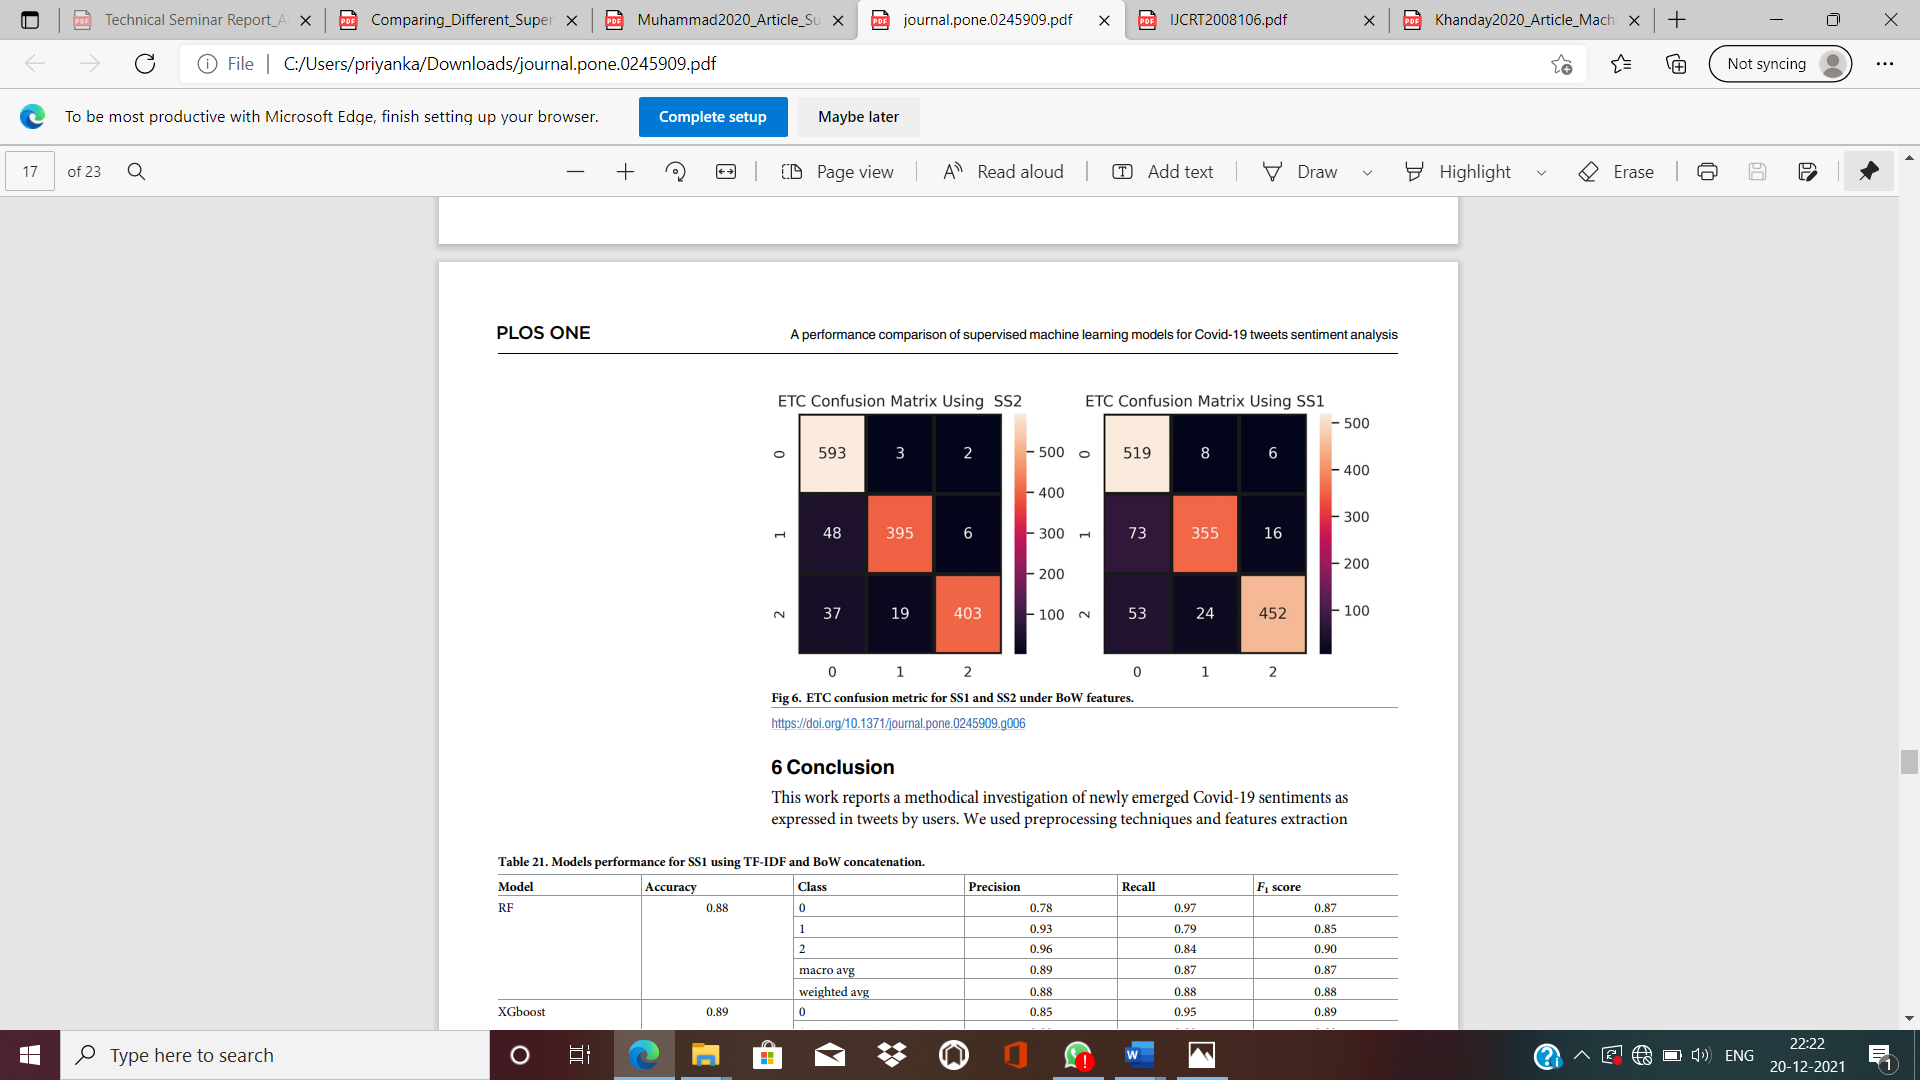 Technical Seminar Report_A
Comparing_Different_Super
Muhammad2020_Article_Su
journal.pone.0245909.pdf
IJCRT2008106.pdf
Khanday2020_Article_Mach
File
C:/Users/priyanka/Downloads/journal.pone.0245909.pdf
Not syncing
To be most productive with Microsoft Edge, finish setting up your browser.
Complete setup
Maybe later
17 of 23
Page view
Read aloud
Add text
Draw
Highlight
Erase
PLOS ONE
A performance comparison of supervised machine learning models for Covid-19 tweets sentiment analysis
ETC Confusion Matrix Using SS2
0 593 3 2
1 48 395 6
2 37 19 403
0 1 2
500
400
300
200
100
ETC Confusion Matrix Using SS1
0 519 8 6
1 73 355 16
2 53 24 452
0 1 2
500
400
300
200
100
Fig 6. ETC confusion metric for SS1 and SS2 under BoW features.
https://doi.org/10.1371/journal.pone.0245909.g006
6 Conclusion
This work reports a methodical investigation of newly emerged Covid-19 sentiments as
expressed in tweets by users. We used preprocessing techniques and features extraction
Table 21. Models performance for SS1 using TF-IDF and BoW concatenation.
Model Accuracy Class Precision Recall F1 score
RF 0.88 0 0.78 0.97 0.87
1 0.93 0.79 0.85
2 0.96 0.84 0.90
macro avg 0.89 0.87 0.87
weighted avg 0.88 0.88 0.88
XGboost 0.89 0 0.85 0.95 0.89
Type here to search
ENG
22:22
20-12-2021
1